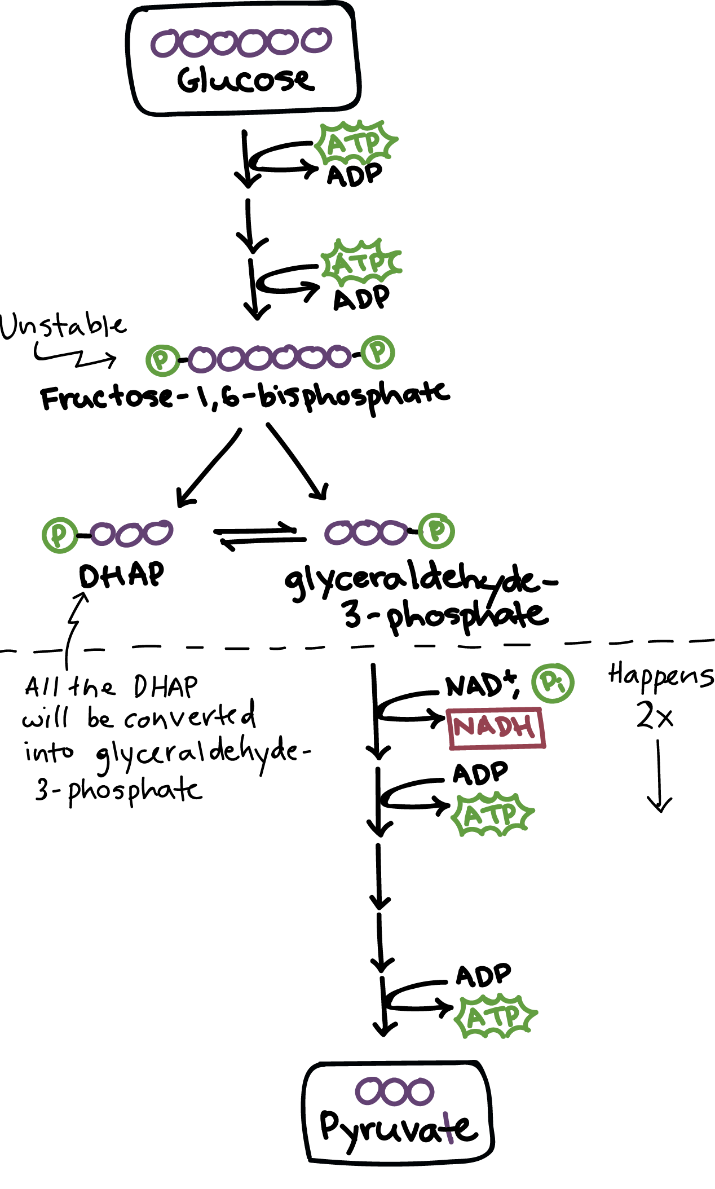 Glucose
ATP
ADP
ATP
ADP
Unstable
P P
Fructose-1,6-bisphosphate
P P
DHAP
glyceraldehyde-
3-phosphate
All the DHAP
will be converted
into glyceraldehyde-
3-phosphate
NAD+, Pi
NADH
Happens
2x
ADP
ATP
ADP
ATP
Pyruvate